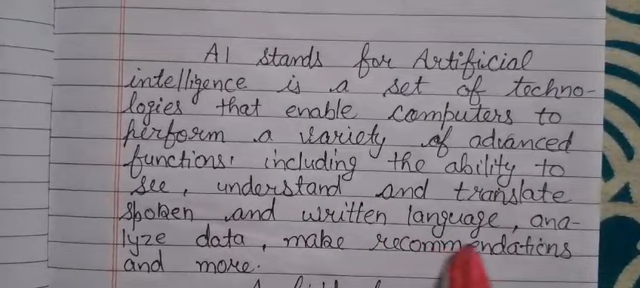 AI stands for Artificial
intelligence is a set of techno-
logies that enable computers to
perform a variety of advanced
functions, including the ability to
see, understand and translate
spoken and written language, ana-
lyze data, make recommendations
and more.